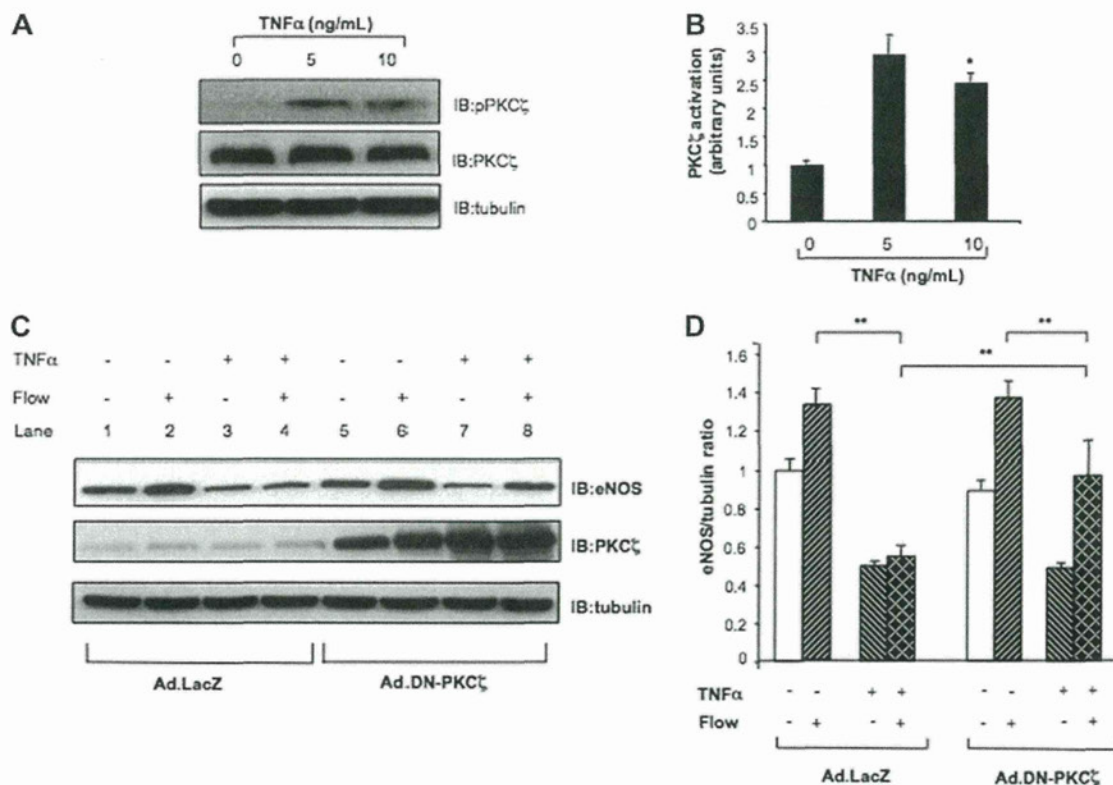 A
TNFα (ng/mL)
0 5 10
IB:pPKCζ
IB:PKCζ
IB:tubulin
B
PKCζ activation
(arbitrary units)
3.5
3
2.5
2
1.5
1
0.5
0
*
0 5 10
TNFα (ng/mL)
C
TNFα - - + + - - + +
Flow - + - + - + - +
Lane 1 2 3 4 5 6 7 8
IB:eNOS
IB:PKCζ
IB:tubulin
Ad.LacZ Ad.DN-PKCζ
D
** **
**
eNOS/tubulin ratio
1.6
1.4
1.2
1
0.8
0.6
0.4
0.2
0
TNFα - - + + - - + +
Flow - + - + - + - +
Ad.LacZ Ad.DN-PKCζ